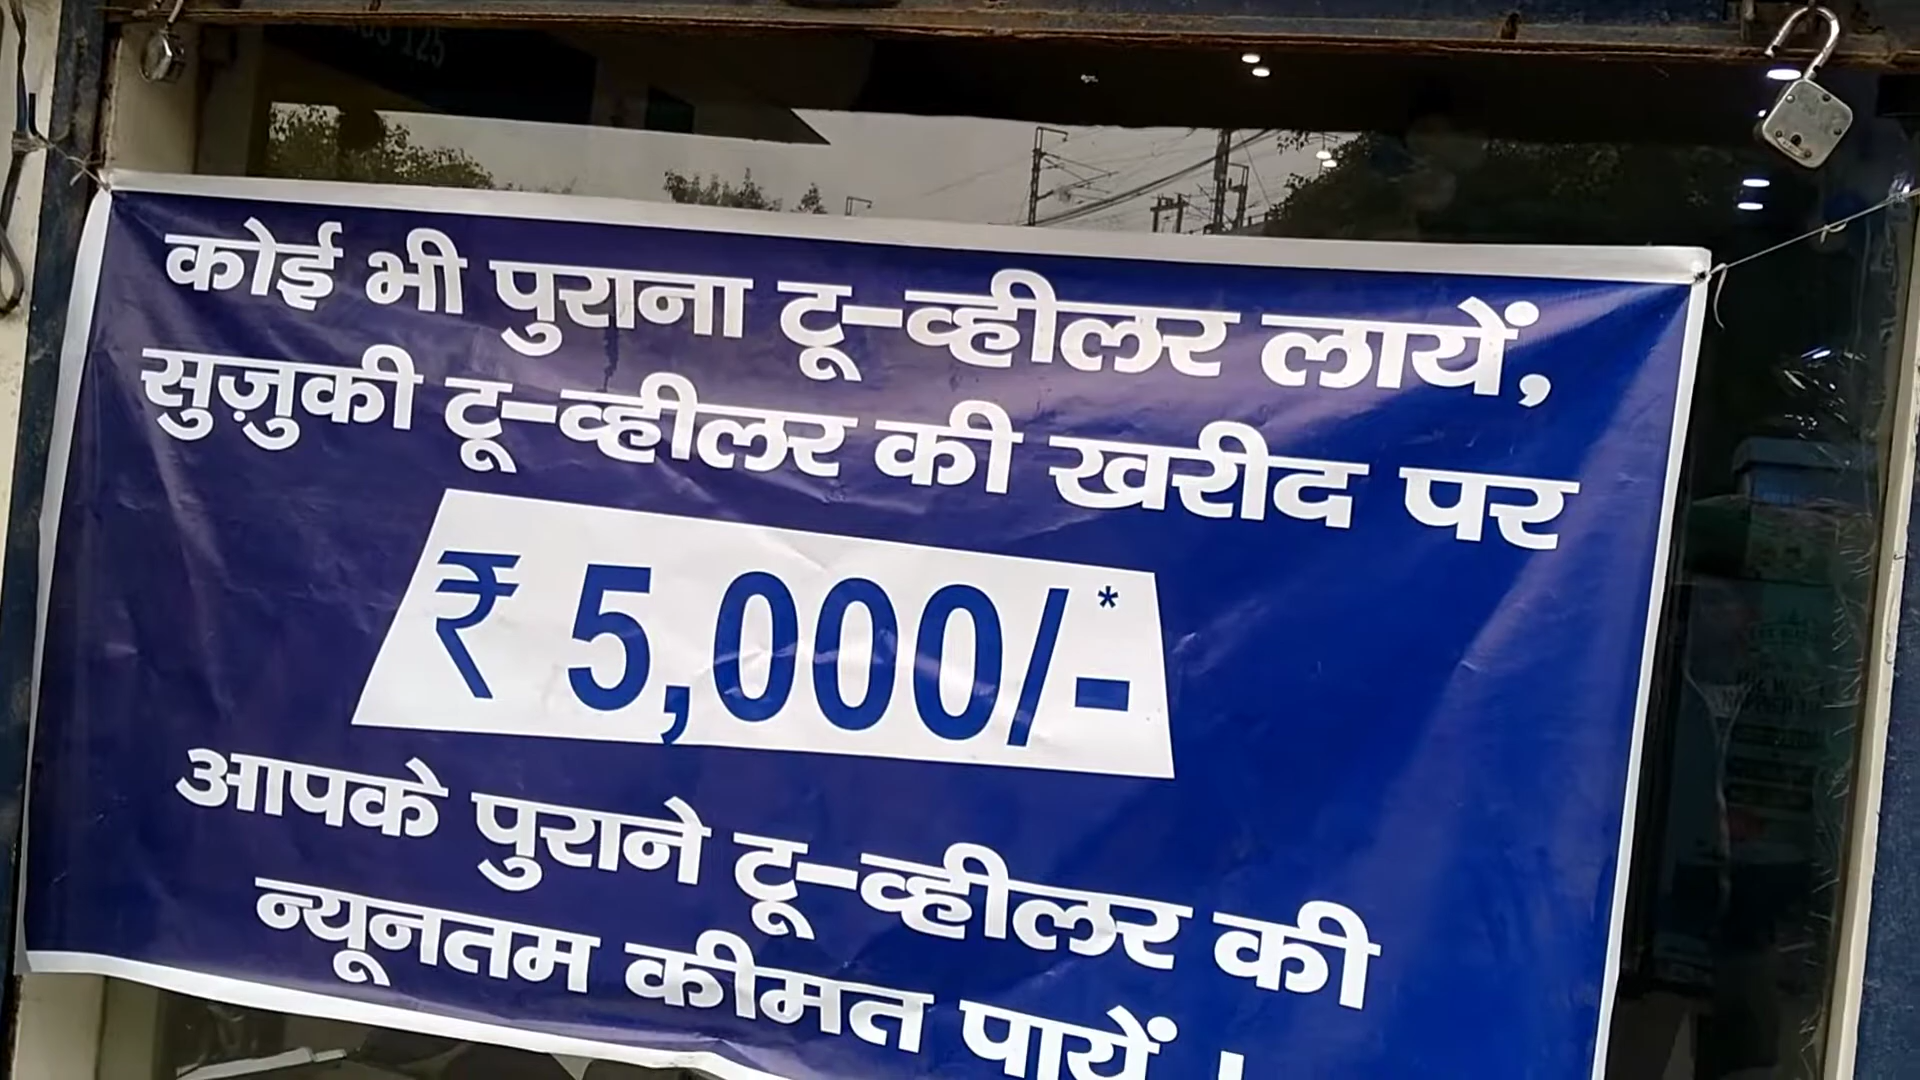 कोई भी पुराना टू-व्हीलर लायें,
सुज़ुकी टू-व्हीलर की खरीद पर
₹ 5,000/-*
आपके पुराने टू-व्हीलर की
न्यूनतम कीमत पायें !